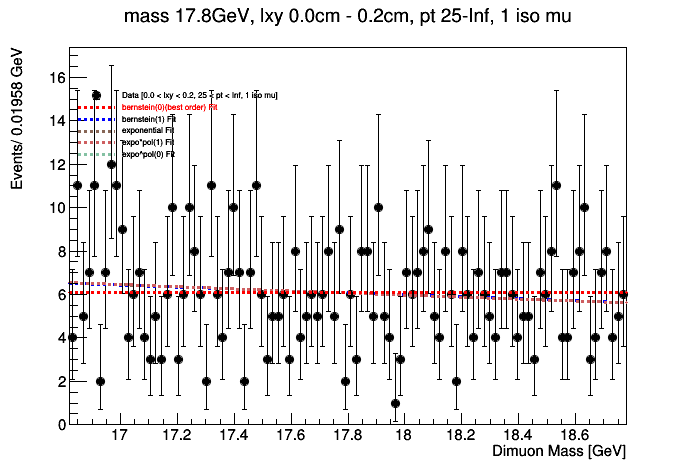 mass 17.8GeV, lxy 0.0cm - 0.2cm, pt 25-Inf, 1 iso mu
Events/ 0.01958 GeV
16
14
12
10
8
6
4
2
0
Data [0.0 < lxy < 0.2, 25 < pt < Inf, 1 iso mu]
bernstein(0)(best order) Fit
bernstein(1) Fit
exponential Fit
expo*pol(1) Fit
expo*pol(0) Fit
17 17.2 17.4 17.6 17.8 18 18.2 18.4 18.6
Dimuon Mass [GeV]